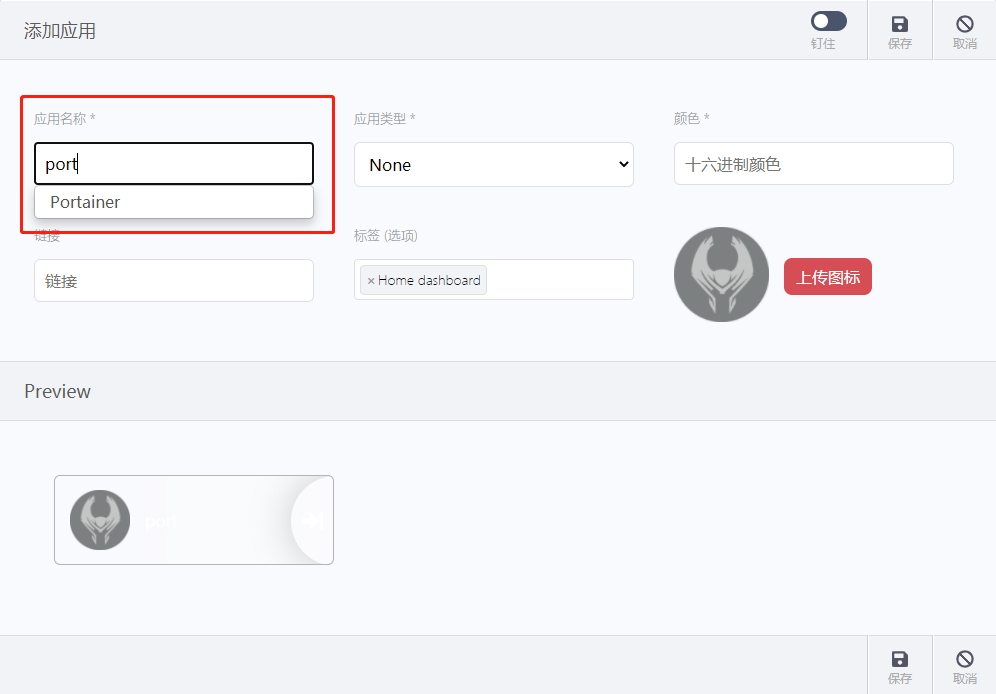 添加应用
钉住
保存
取消
应用名称 *
应用类型 *
颜色 *
port
None
十六进制颜色
Portainer
链接
标签 (选项)
链接
× Home dashboard
上传图标
Preview
port
保存
取消